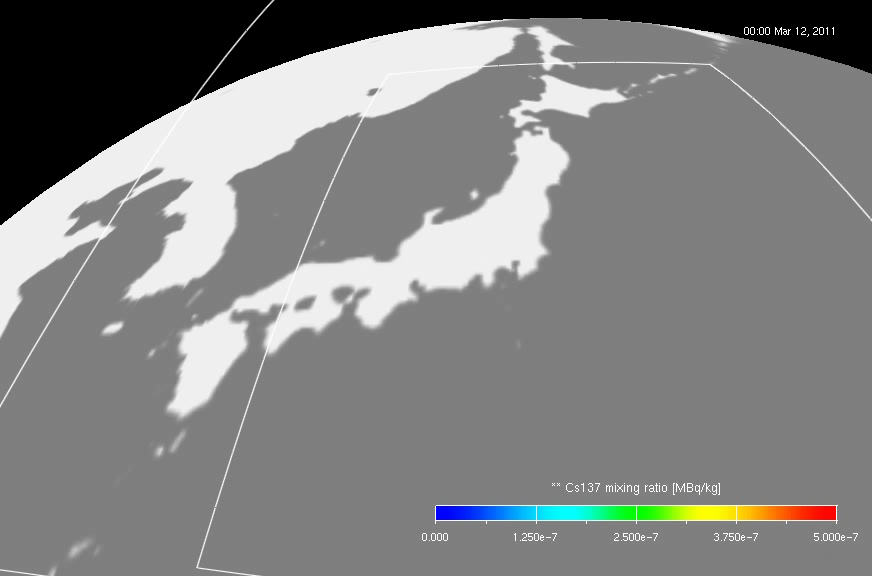 00:00 Mar 12, 2011
** Cs137 mixing ratio [MBq/kg]
0.000 1.250e-7 2.500e-7 3.750e-7 5.000e-7